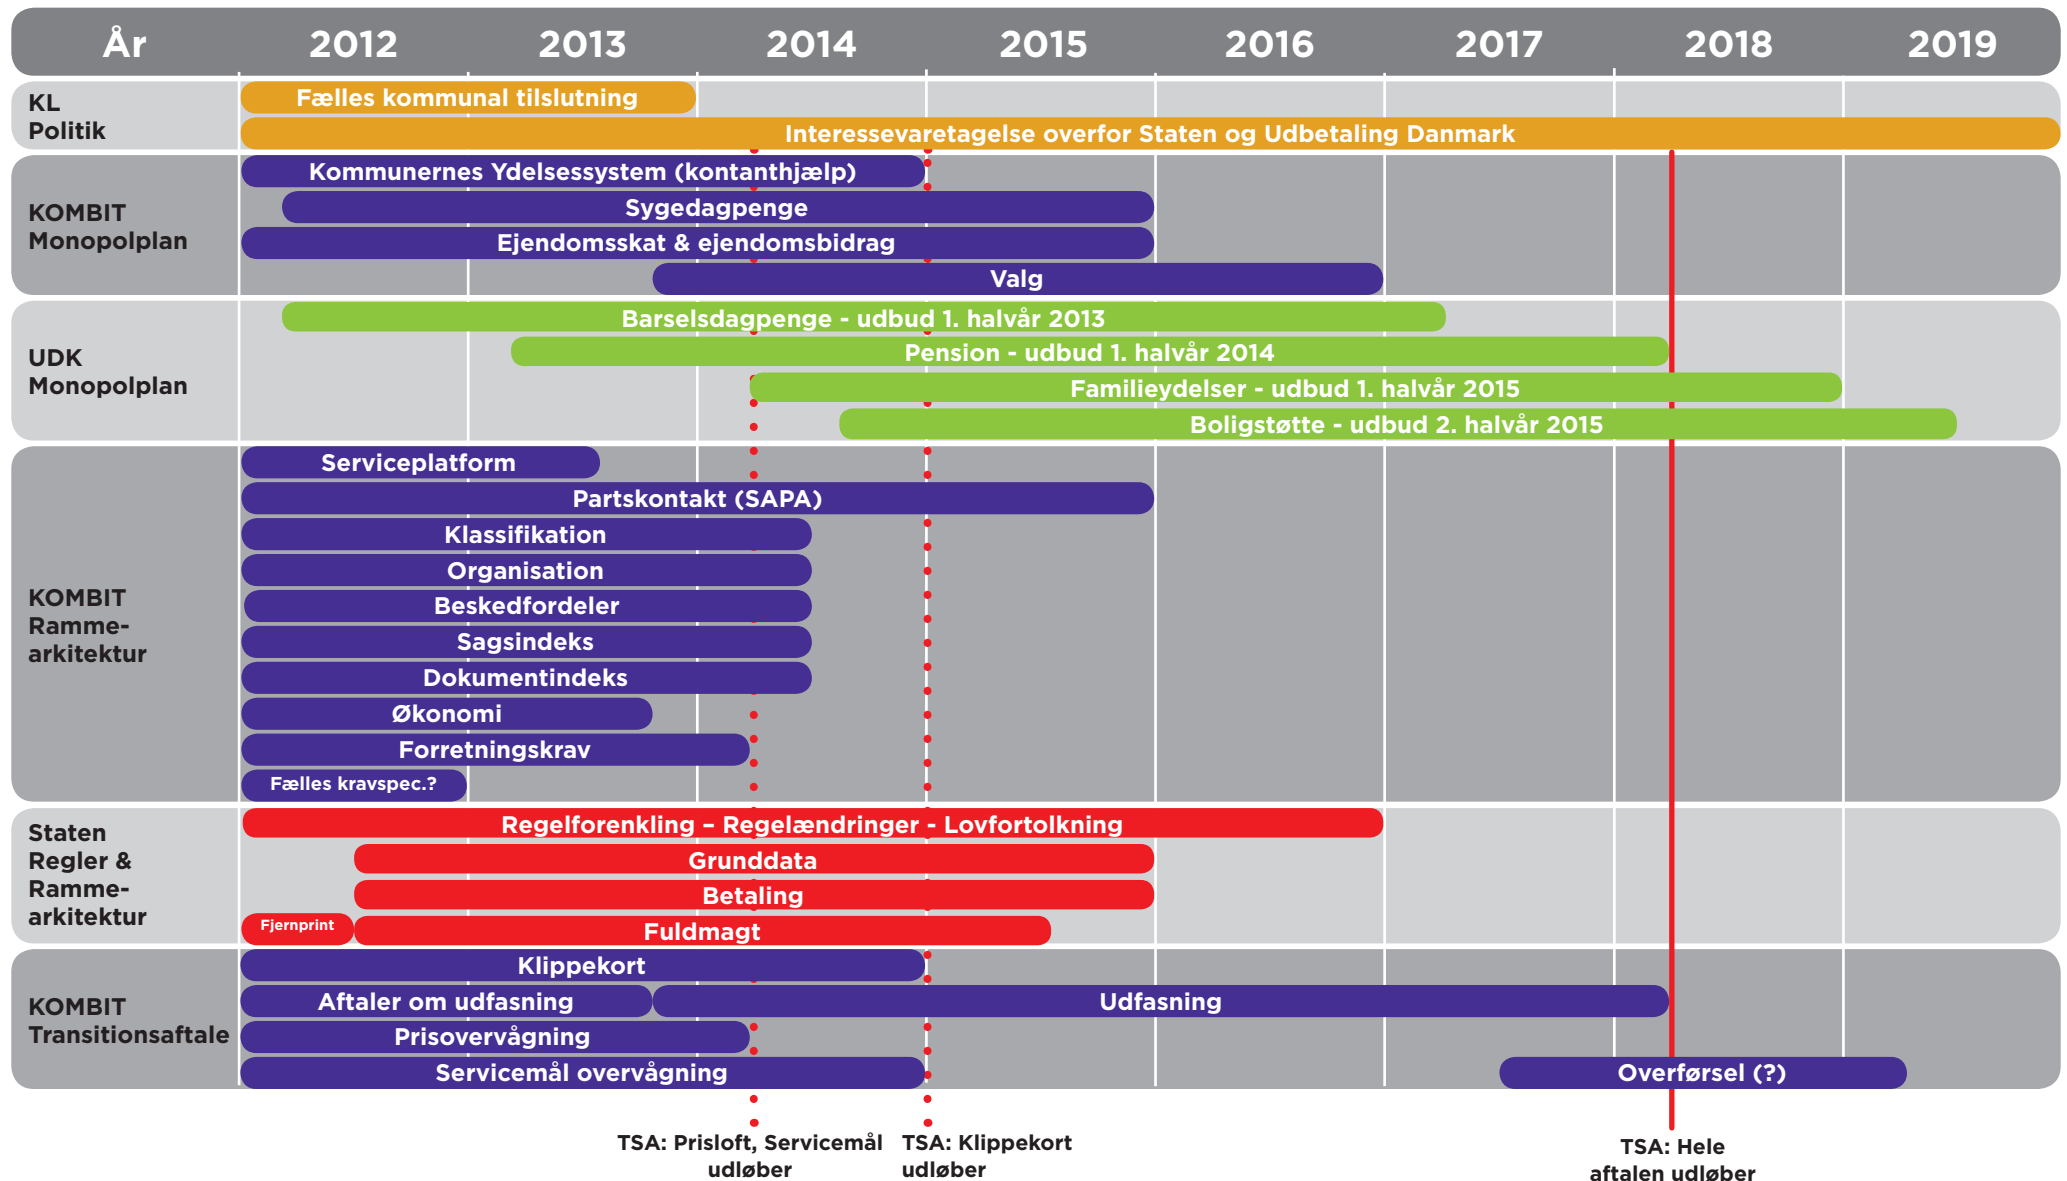 År 2012 2013 2014 2015 2016 2017 2018 2019
KL
Politik
Fælles kommunal tilslutning
Interessevaretagelse overfor Staten og Udbetaling Danmark
KOMBIT
Monopolplan
Kommunernes Ydelsessystem (kontanthjælp)
Sygedagpenge
Ejendomsskat & ejendomsbidrag
Valg
UDK
Monopolplan
Barselsdagpenge - udbud 1. halvår 2013
Pension - udbud 1. halvår 2014
Familieydelser - udbud 1. halvår 2015
Boligstøtte - udbud 2. halvår 2015
KOMBIT
Ramme-
arkitektur
Serviceplatform
Partskontakt (SAPA)
Klassifikation
Organisation
Beskedfordeler
Sagsindeks
Dokumentindeks
Økonomi
Forretningskrav
Fælles kravspec.?
Staten
Regler &
Ramme-
arkitektur
Regelforenkling – Regelændringer - Lovfortolkning
Grunddata
Betaling
Fjernprint
Fuldmagt
KOMBIT
Transitionsaftale
Klippekort
Aftaler om udfasning
Udfasning
Prisovervågning
Servicemål overvågning
Overførsel (?)
TSA: Prisloft, Servicemål
udløber
TSA: Klippekort
udløber
TSA: Hele
aftalen udløber